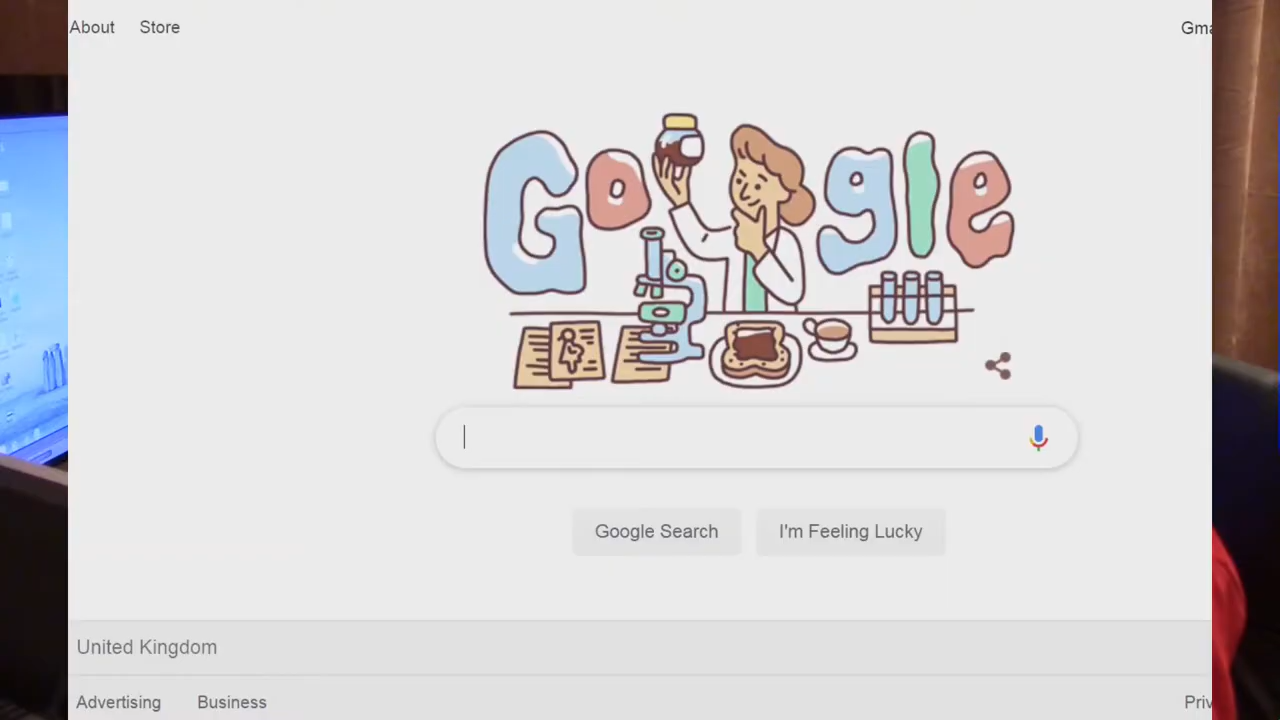 About Store
Google
Google Search I'm Feeling Lucky
United Kingdom
Advertising Business